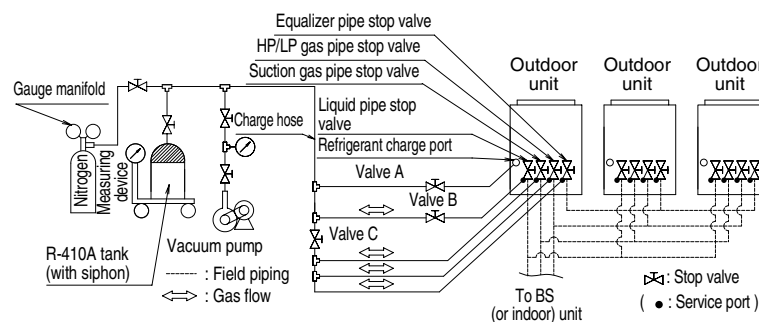 Equalizer pipe stop valve
HP/LP gas pipe stop valve
Suction gas pipe stop valve
Gauge manifold
Charge hose
Liquid pipe stop
valve
Refrigerant charge port
Outdoor
unit
Outdoor
unit
Outdoor
unit
Nitrogen
Measuring
device
Valve A
Valve B
Valve C
R-410A tank
(with siphon)
Vacuum pump
: Field piping
: Gas flow
To BS
(or indoor) unit
: Stop valve
( ● : Service port )